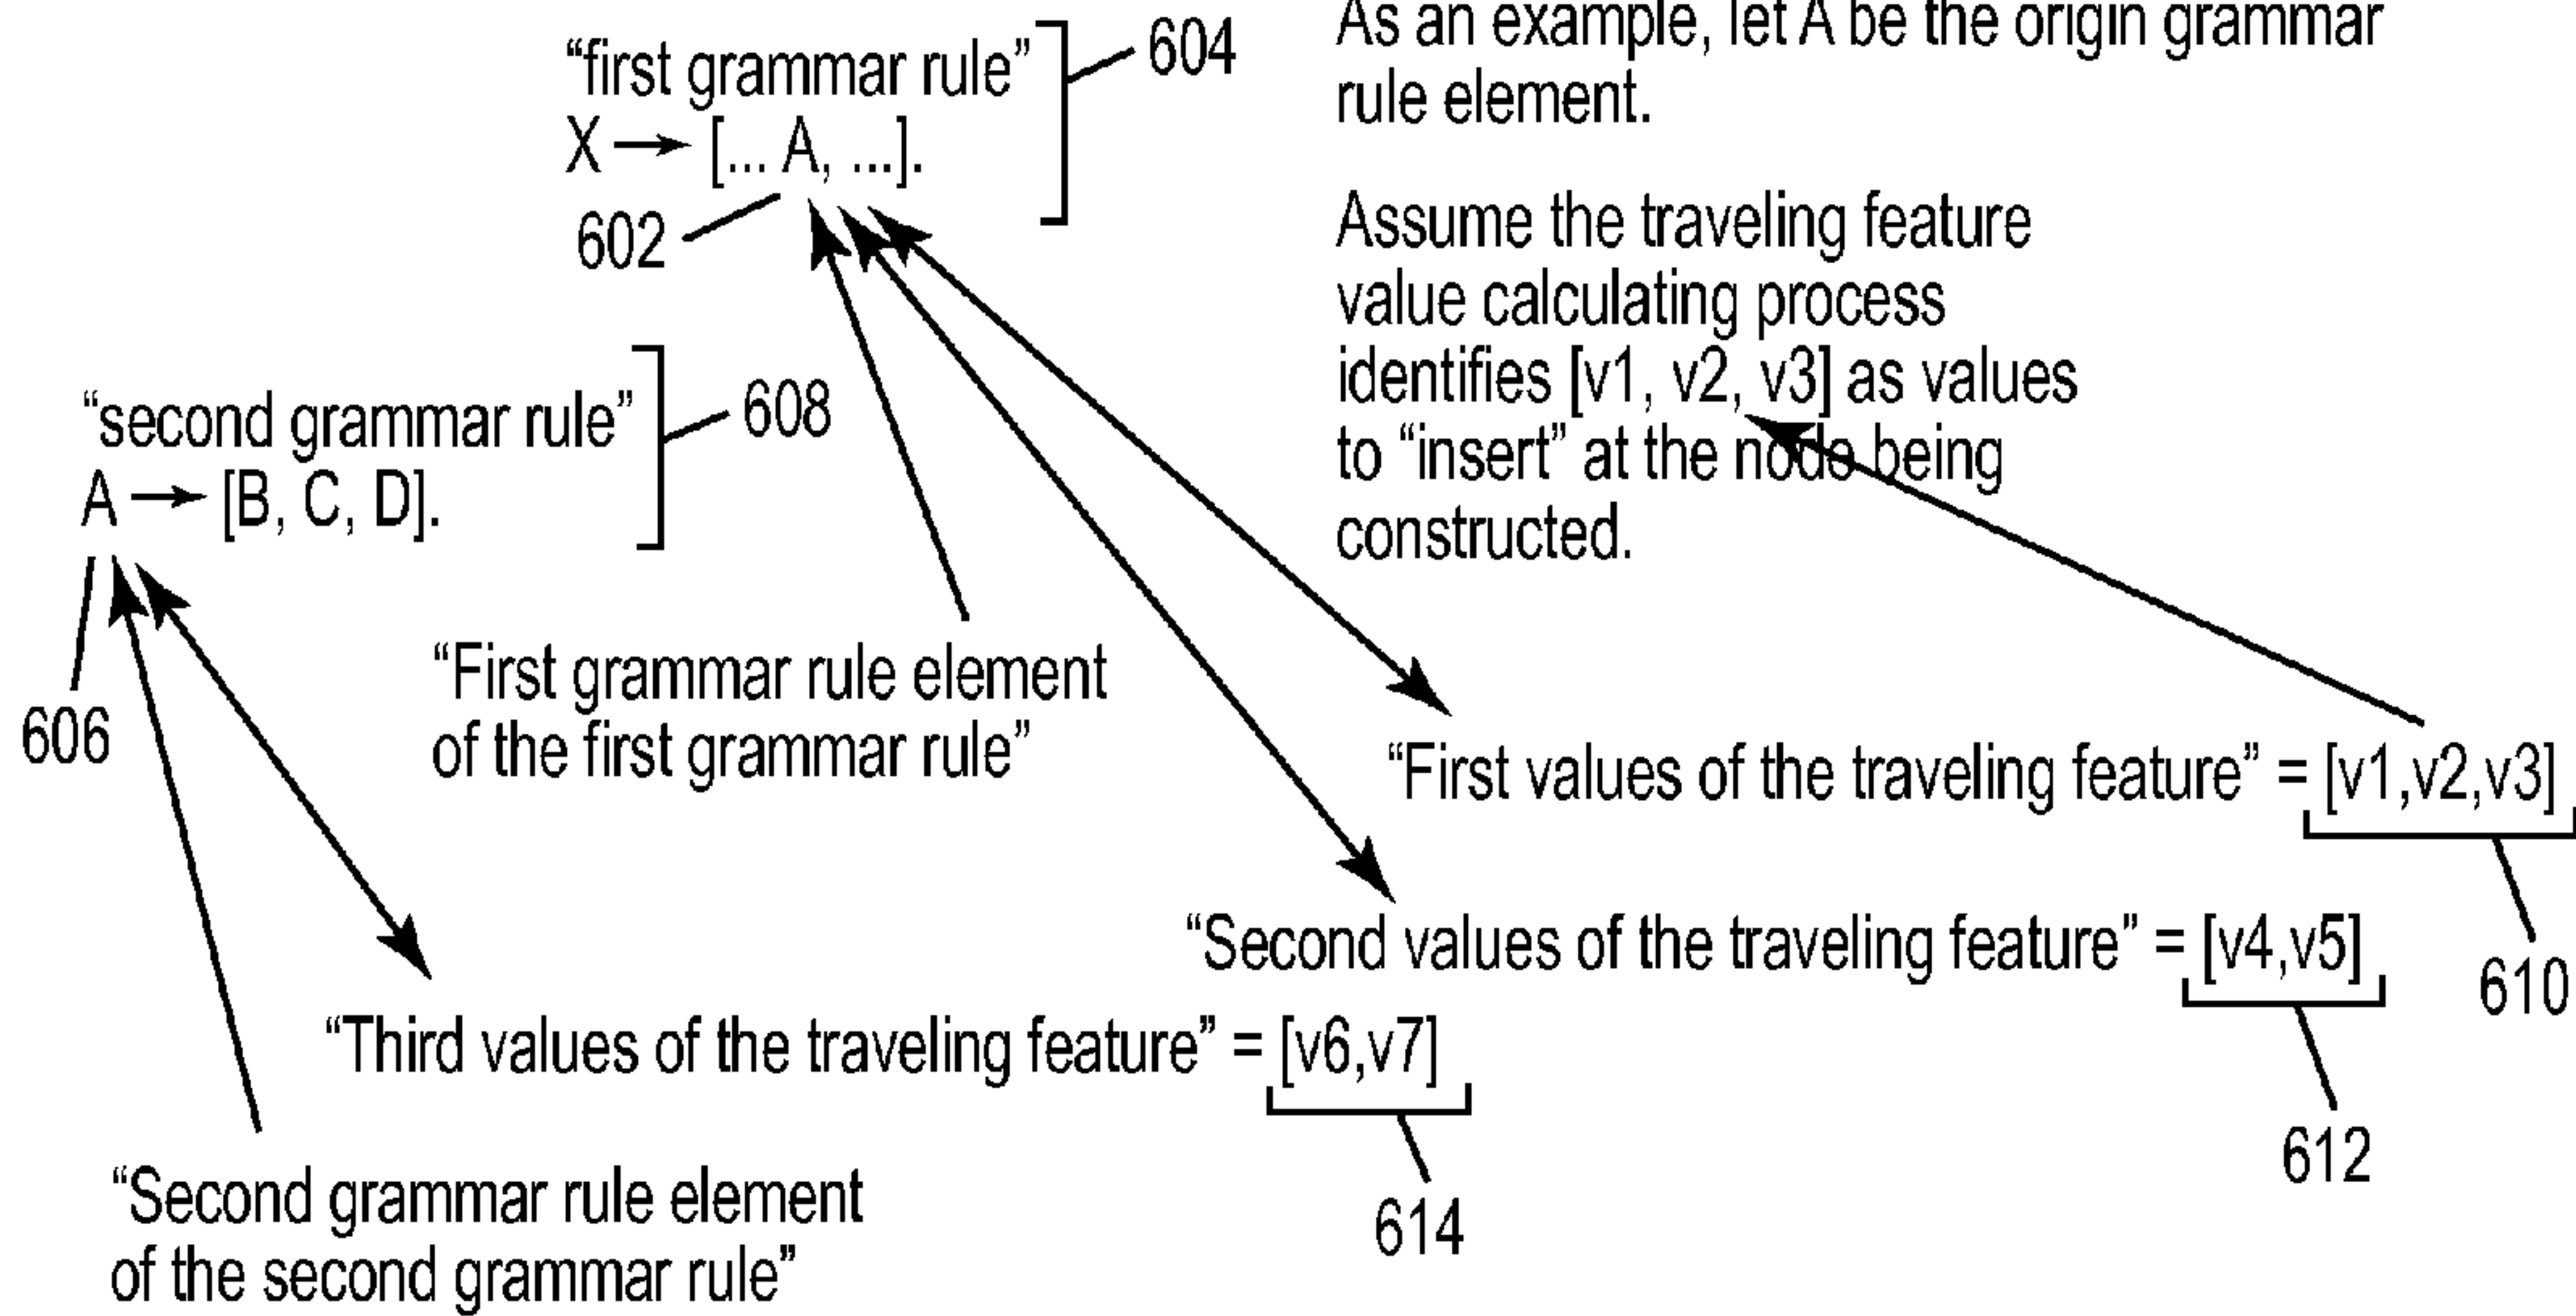 As an example, let A be the origin grammar
rule element.
“first grammar rule”
604
X → [... A, ...].
602
Assume the traveling feature
value calculating process
identifies [v1, v2, v3] as values
to “insert” at the node being
constructed.
“second grammar rule”
608
A → [B, C, D].
606
“First grammar rule element
of the first grammar rule”
“First values of the traveling feature” = [v1,v2,v3]
610
“Second values of the traveling feature” = [v4,v5]
612
“Third values of the traveling feature” = [v6,v7]
614
“Second grammar rule element
of the second grammar rule”